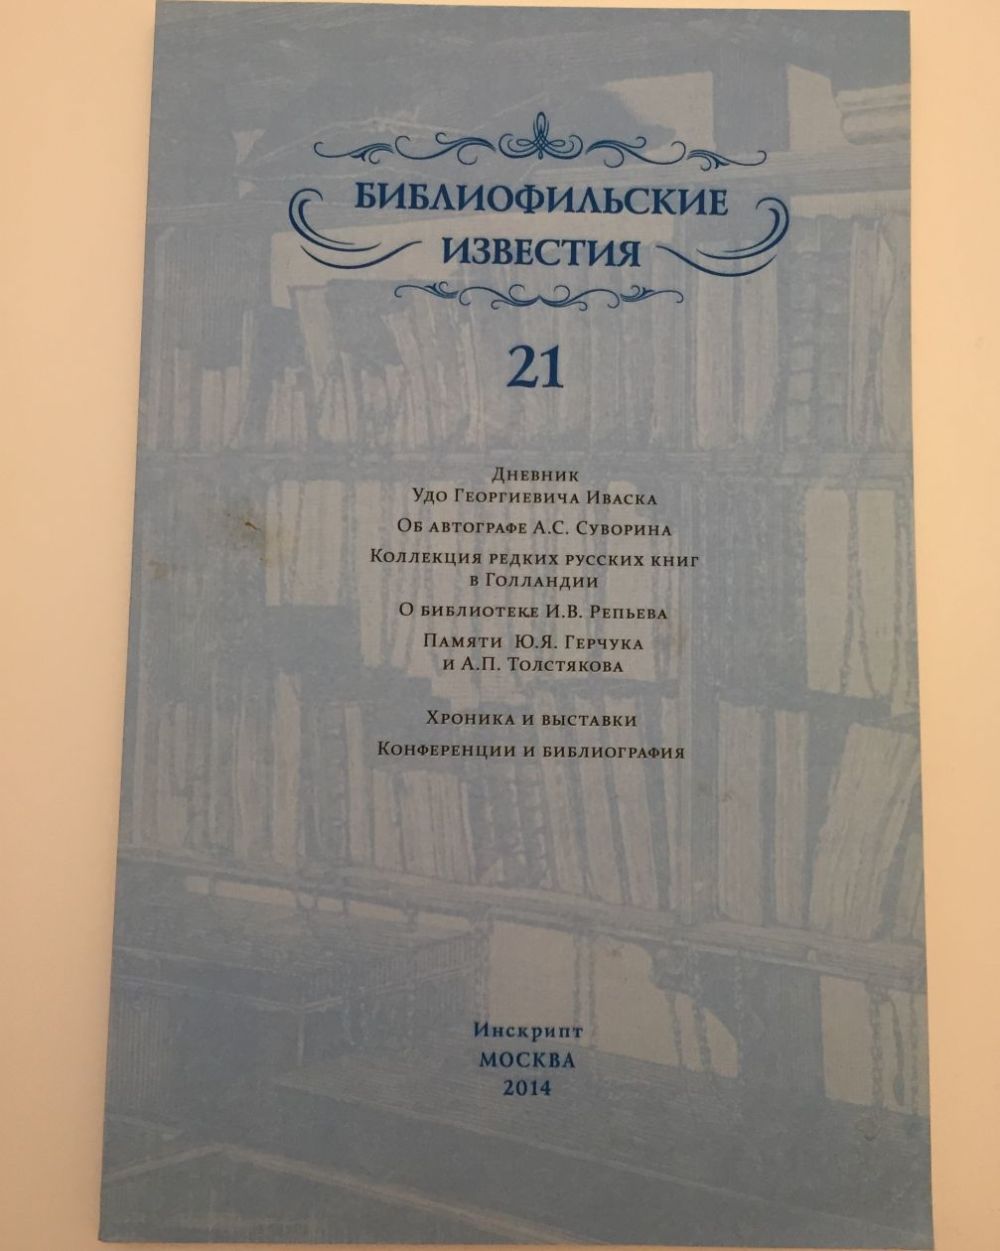 БИБЛИОФИЛЬСКИЕ
ИЗВЕСТИЯ
21
Дневник
Удо Георгиевича Иваска
Об автографе А.С. Суворина
Коллекция редких русских книг
в Голландии
О библиотеке И.В. Репьева
Памяти Ю.Я. Герчука
и А.П. Толстякова
Хроника и выставки
Конференции и библиография
Инскрипт
МОСКВА
2014